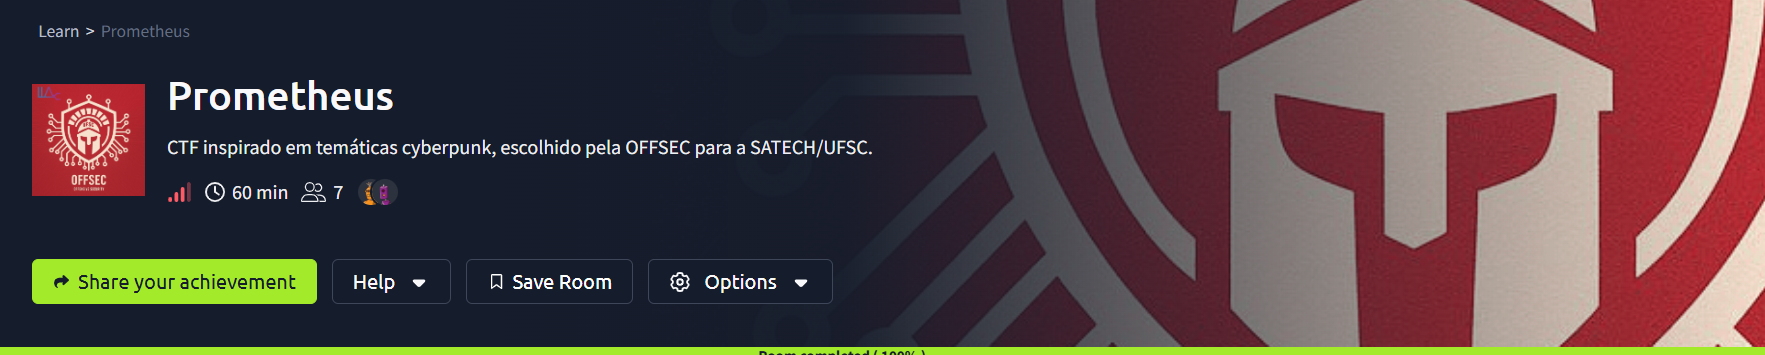 Learn > Prometheus
Prometheus
CTF inspirado em temáticas cyberpunk, escolhido pela OFFSEC para a SATECH/UFSC.
60 min 7
OFFSEC
Share your achievement
Help
Save Room
Options
Room completed ( 100% )